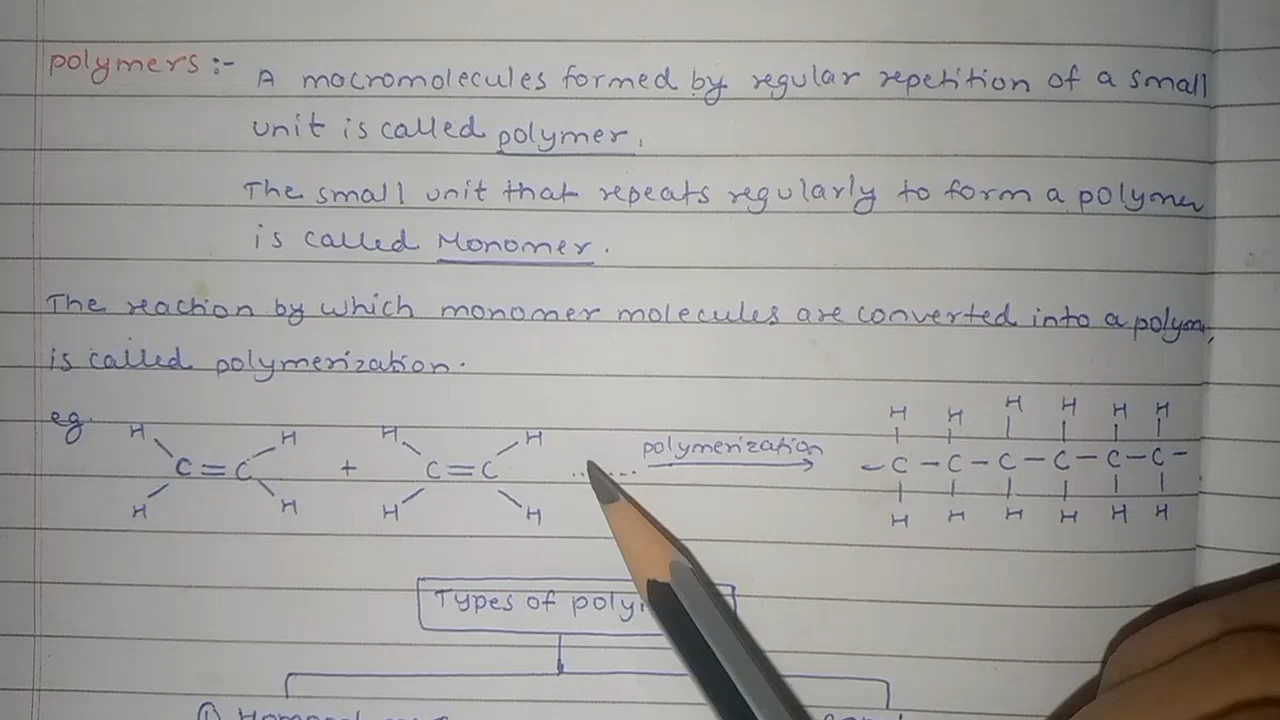 polymers :- A macromolecules formed by regular repetition of a small
unit is called polymer.
The small unit that repeats regularly to form a polymer
is called Monomer.
The reaction by which monomer molecules are converted into a polym
is called polymerization.
eg.
H H H H H H H H H H
C = C + C = C ....... polymerization - C - C - C - C - C - C -
H H H H H H H H H H
Types of poly
①